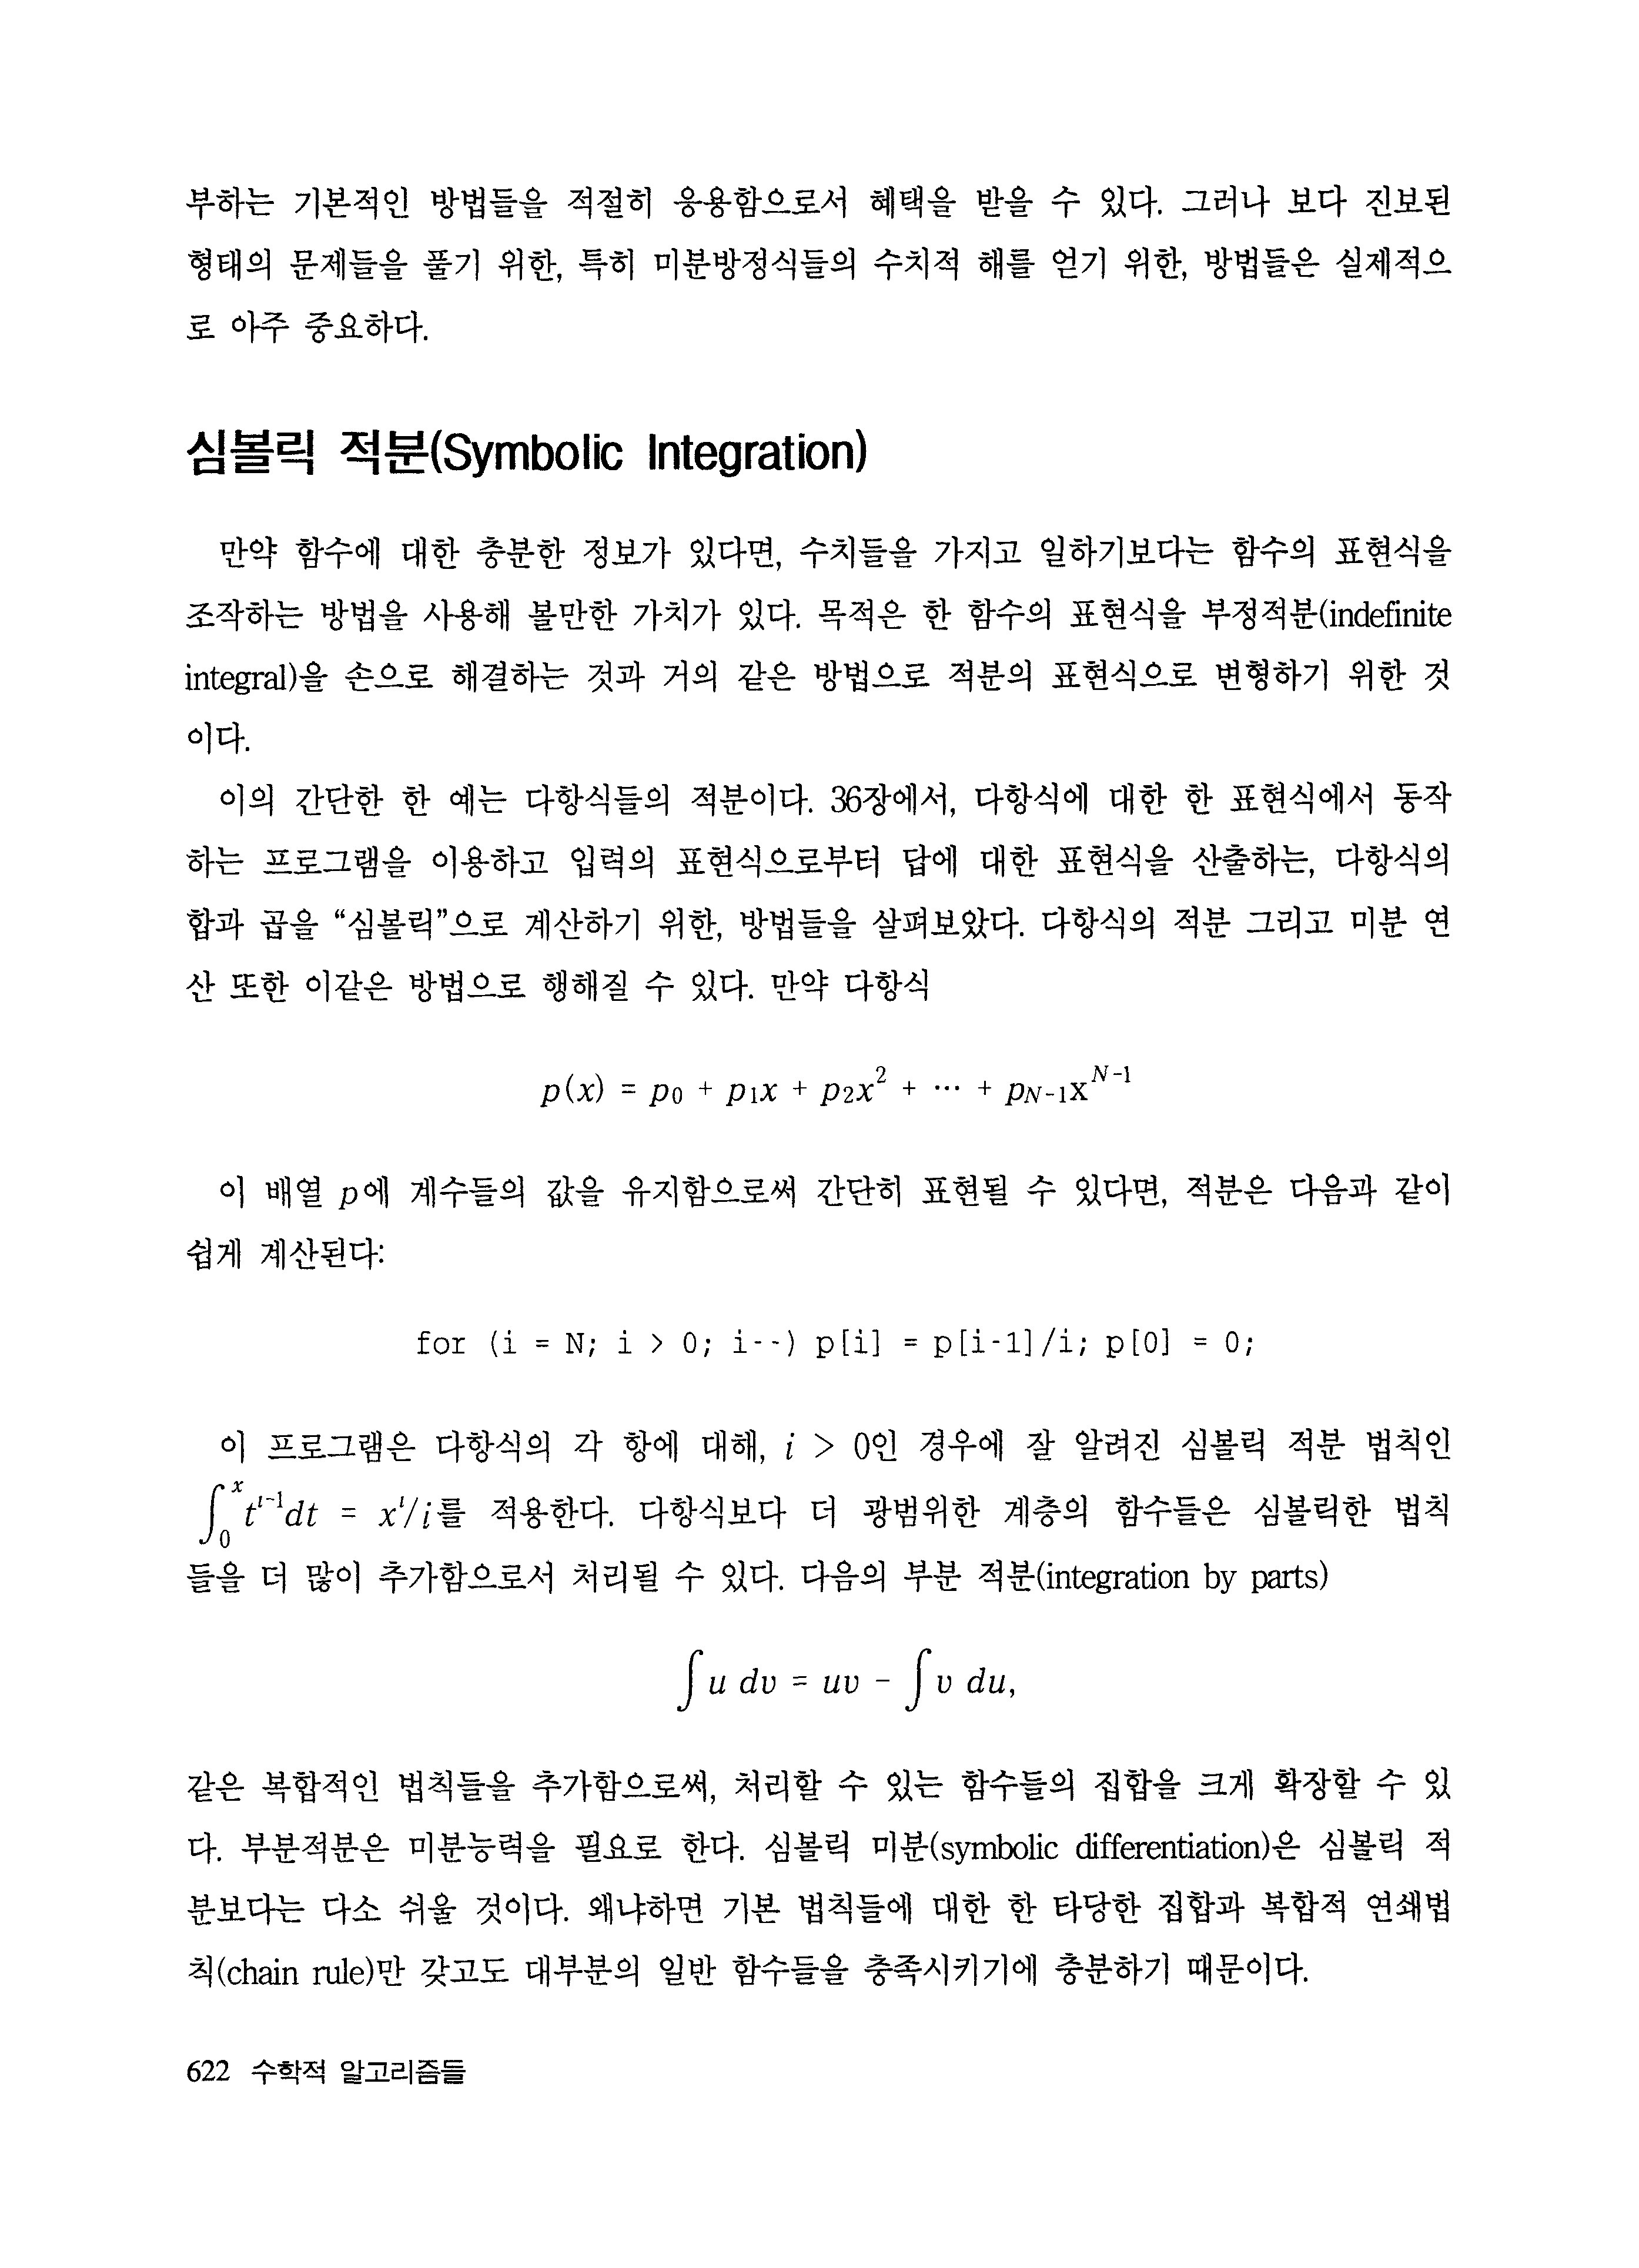 부하는 기본적인 방법들을 적절히 응용함으로서 혜택을 받을 수 있다. 그러나 보다 진보된
형태의 문제들을 풀기 위한, 특히 미분방정식들의 수치적 해를 얻기 위한, 방법들은 실제적으
로 아주 중요하다.
심볼릭 적분(Symbolic Integration)
만약 함수에 대한 충분한 정보가 있다면, 수치들을 가지고 일하기보다는 함수의 표현식을
조작하는 방법을 사용해 볼만한 가치가 있다. 목적은 한 함수의 표현식을 부정적분(indefinite
integral)을 손으로 해결하는 것과 거의 같은 방법으로 적분의 표현식으로 변형하기 위한 것
이다.
이의 간단한 한 예는 다항식들의 적분이다. 36장에서, 다항식에 대한 한 표현식에서 동작
하는 프로그램을 이용하고 입력의 표현식으로부터 답에 대한 표현식을 산출하는, 다항식의
합과 곱을 “심볼릭”으로 계산하기 위한, 방법들을 살펴보았다. 다항식의 적분 그리고 미분 연
산 또한 이같은 방법으로 행해질 수 있다. 만약 다항식
p(x) = p₀ + p₁x + p₂x² + ⋯ + p_{N-1}x^{N-1}
이 배열 p에 계수들의 값을 유지함으로써 간단히 표현될 수 있다면, 적분은 다음과 같이
쉽게 계산된다:
for (i = N; i > 0; i--) p[i] = p[i-1]/i; p[0] = 0;
이 프로그램은 다항식의 각 항에 대해, i > 0인 경우에 잘 알려진 심볼릭 적분 법칙인
∫₀ˣ t^{i-1}dt = x^i/i를 적용한다. 다항식보다 더 광범위한 계층의 함수들은 심볼릭한 법칙
들을 더 많이 추가함으로서 처리될 수 있다. 다음의 부분 적분(integration by parts)
∫u dv = uv - ∫v du,
같은 복합적인 법칙들을 추가함으로써, 처리할 수 있는 함수들의 집합을 크게 확장할 수 있
다. 부분적분은 미분능력을 필요로 한다. 심볼릭 미분(symbolic differentiation)은 심볼릭 적
분보다는 다소 쉬울 것이다. 왜냐하면 기본 법칙들에 대한 한 타당한 집합과 복합적 연쇄법
칙(chain rule)만 갖고도 대부분의 일반 함수들을 충족시키기에 충분하기 때문이다.
622 수학적 알고리즘들